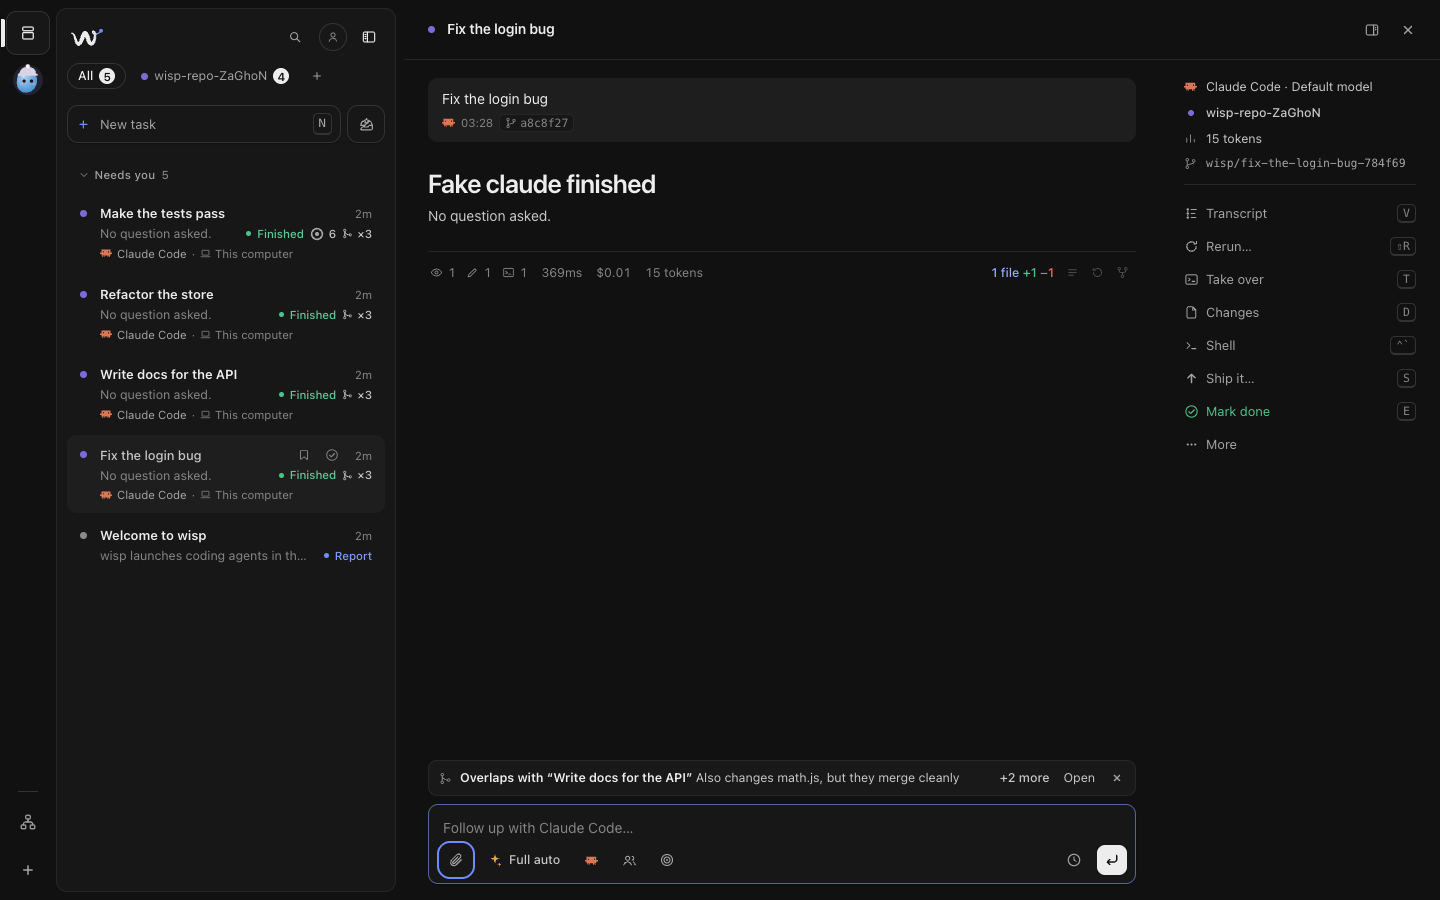 Fix the login bug
All 5
wisp-repo-ZaGhoN 4
+ New task N
Needs you 5
Make the tests pass 2m
No question asked. Finished 6 ×3
Claude Code · This computer
Refactor the store 2m
No question asked. Finished ×3
Claude Code · This computer
Write docs for the API 2m
No question asked. Finished ×3
Claude Code · This computer
Fix the login bug 2m
No question asked. Finished ×3
Claude Code · This computer
Welcome to wisp 2m
wisp launches coding agents in th... Report
Fix the login bug
03:28 a8c8f27
Fake claude finished
No question asked.
1 1 1 369ms $0.01 15 tokens 1 file +1 −1
Overlaps with “Write docs for the API” Also changes math.js, but they merge cleanly +2 more Open
Follow up with Claude Code...
Full auto
Claude Code · Default model
wisp-repo-ZaGhoN
15 tokens
wisp/fix-the-login-bug-784f69
Transcript V
Rerun... ⇧R
Take over T
Changes D
Shell ⌃`
Ship it... S
Mark done E
More